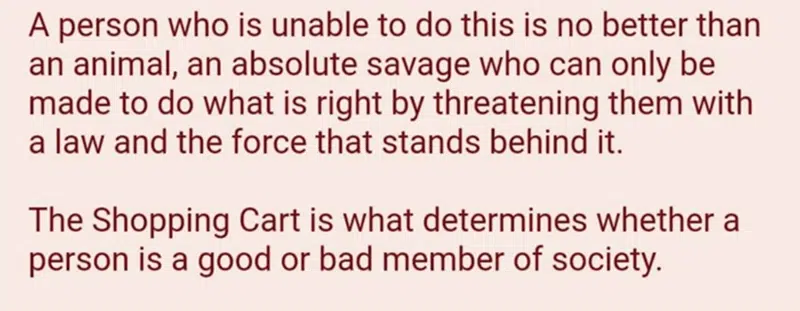 A person who is unable to do this is no better than
an animal, an absolute savage who can only be
made to do what is right by threatening them with
a law and the force that stands behind it.
The Shopping Cart is what determines whether a
person is a good or bad member of society.